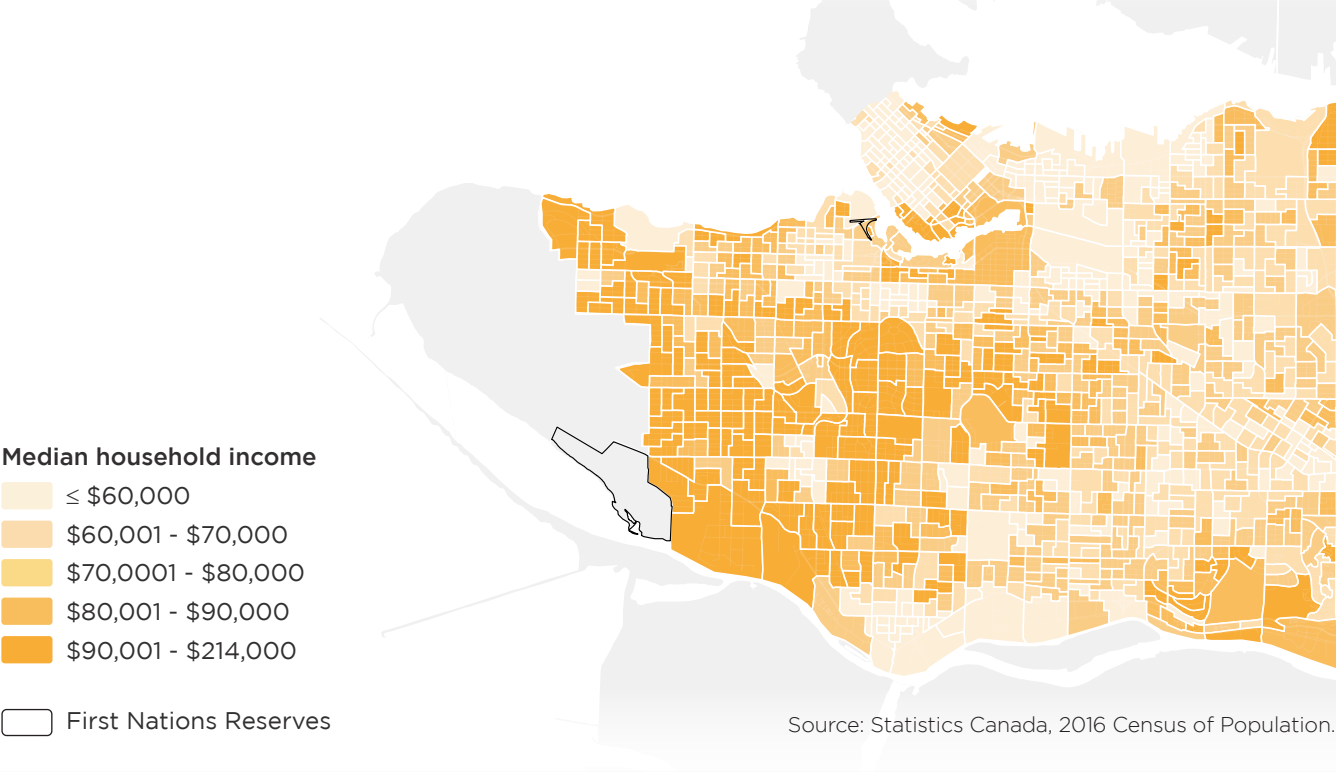 Median household income
≤ $60,000
$60,001 - $70,000
$70,0001 - $80,000
$80,001 - $90,000
$90,001 - $214,000
First Nations Reserves
Source: Statistics Canada, 2016 Census of Population.